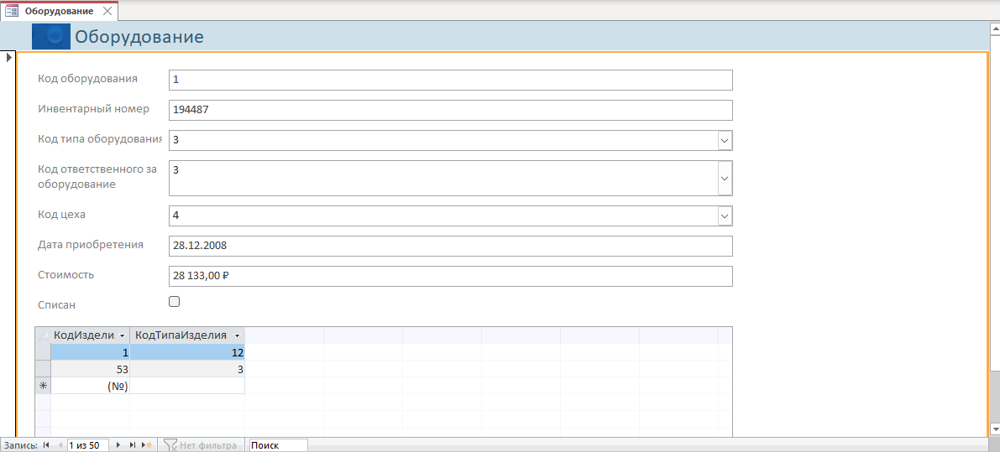 Оборудование
Оборудование
Код оборудования 1
Инвентарный номер 194487
Код типа оборудования 3
Код ответственного за 3
оборудование
Код цеха 4
Дата приобретения 28.12.2008
Стоимость 28 133,00 ₽
Списан
КодИздели КодТипаИзделия
1 12
53 3
(№)
Запись: 1 из 50 Нет фильтра Поиск